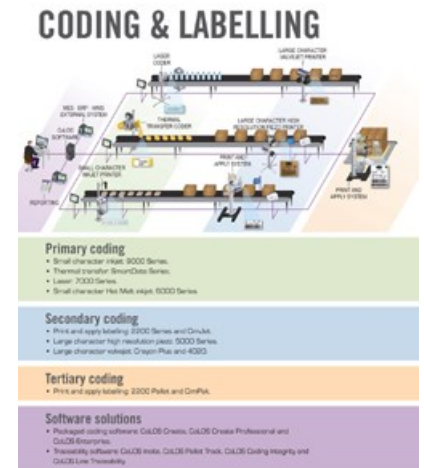 CODING & LABELLING
LASER
CODER
LARGE CHARACTER
VALVEJET PRINTER
MES ERP WMS
EXTERNAL SYSTEM
THERMAL
TRANSFER CODER
LARGE CHARACTER HIGH
RESOLUTION PIEZO PRINTER
CoLOS
SOFTWARE
PRINT AND
APPLY SYSTEM
SMALL CHARACTER
INKJET PRINTER
PRINT AND
APPLY SYSTEM
REPORTING
Primary coding
• Small character inkjet: 9000 Series.
• Thermal transfer: SmartDate Series.
• Laser: 7000 Series.
• Small character Hot Melt inkjet: 6000 Series.
Secondary coding
• Print and apply labelling: 2200 Series and CimJet.
• Large character high resolution piezo: 5000 Series.
• Large character valvejet: Crayon Plus and 4020.
Tertiary coding
• Print and apply labelling: 2200 Pallet and CimPak.
Software solutions
• Packaged coding software: CoLOS Create, CoLOS Create Professional and
CoLOS Enterprise.
• Traceability software: CoLOS Insta, CoLOS Pallet Track, CoLOS Coding Integrity and
CoLOS Line Traceability.